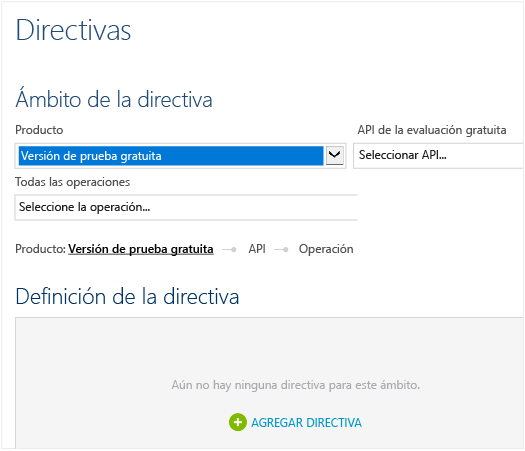 Directivas
Ámbito de la directiva
Producto
API de la evaluación gratuita
Versión de prueba gratuita
Seleccionar API...
Todas las operaciones
Seleccione la operación...
Producto: Versión de prueba gratuita API Operación
Definición de la directiva
Aún no hay ninguna directiva para este ámbito.
AGREGAR DIRECTIVA